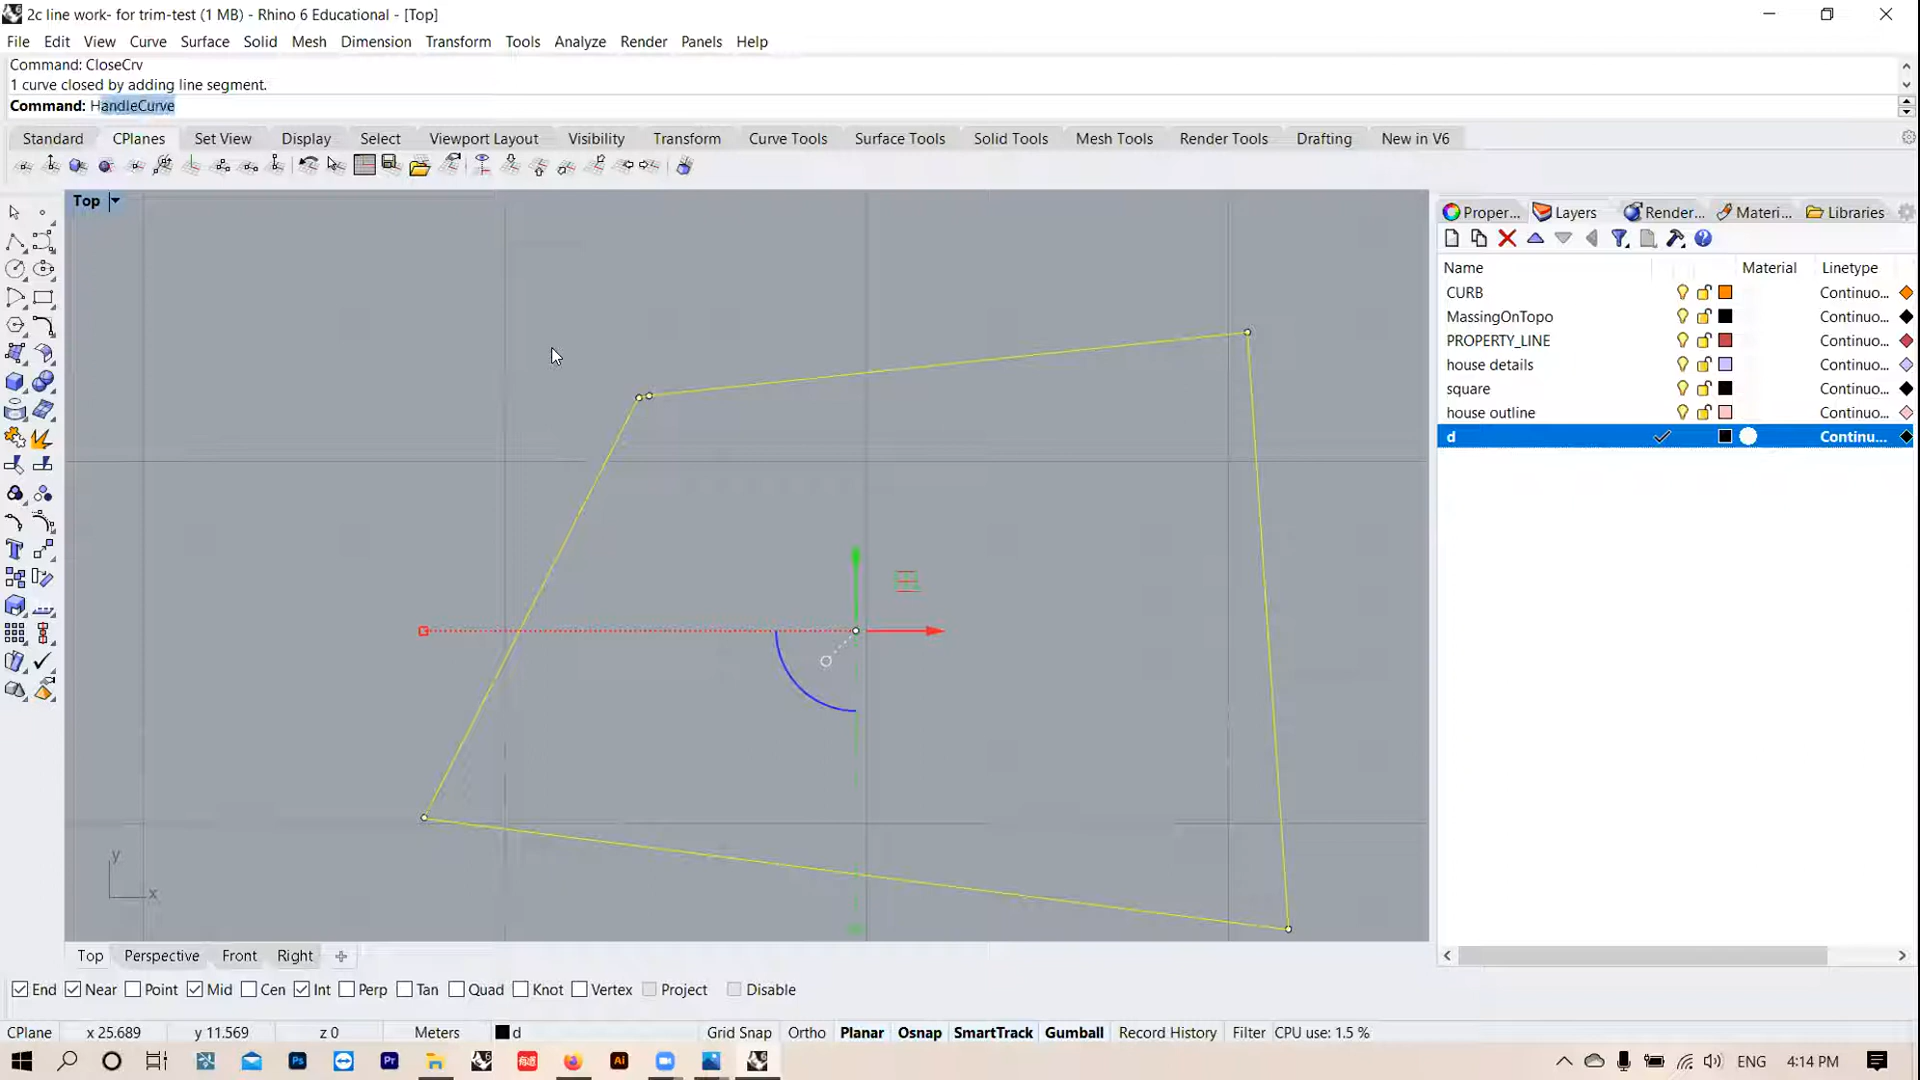 2c line work- for trim-test (1 MB) - Rhino 6 Educational - [Top]
File Edit View Curve Surface Solid Mesh Dimension Transform Tools Analyze Render Panels Help
Command: CloseCrv
1 curve closed by adding line segment.
Command: HandleCurve
Standard CPlanes Set View Display Select Viewport Layout Visibility Transform Curve Tools Surface Tools Solid Tools Mesh Tools Render Tools Drafting New in V6
Top
Proper... Layers Render... Materi... Libraries
Name Material Linetype
CURB Continuo...
MassingOnTopo Continuo...
PROPERTY_LINE Continuo...
house details Continuo...
square Continuo...
house outline Continuo...
d Continu...
y
x
Top Perspective Front Right
End Near Point Mid Cen Int Perp Tan Quad Knot Vertex Project Disable
CPlane x 25.689 y 11.569 z 0 Meters d Grid Snap Ortho Planar Osnap SmartTrack Gumball Record History Filter CPU use: 1.5 %
Ps Pr 6 Ai 6 ENG 4:14 PM